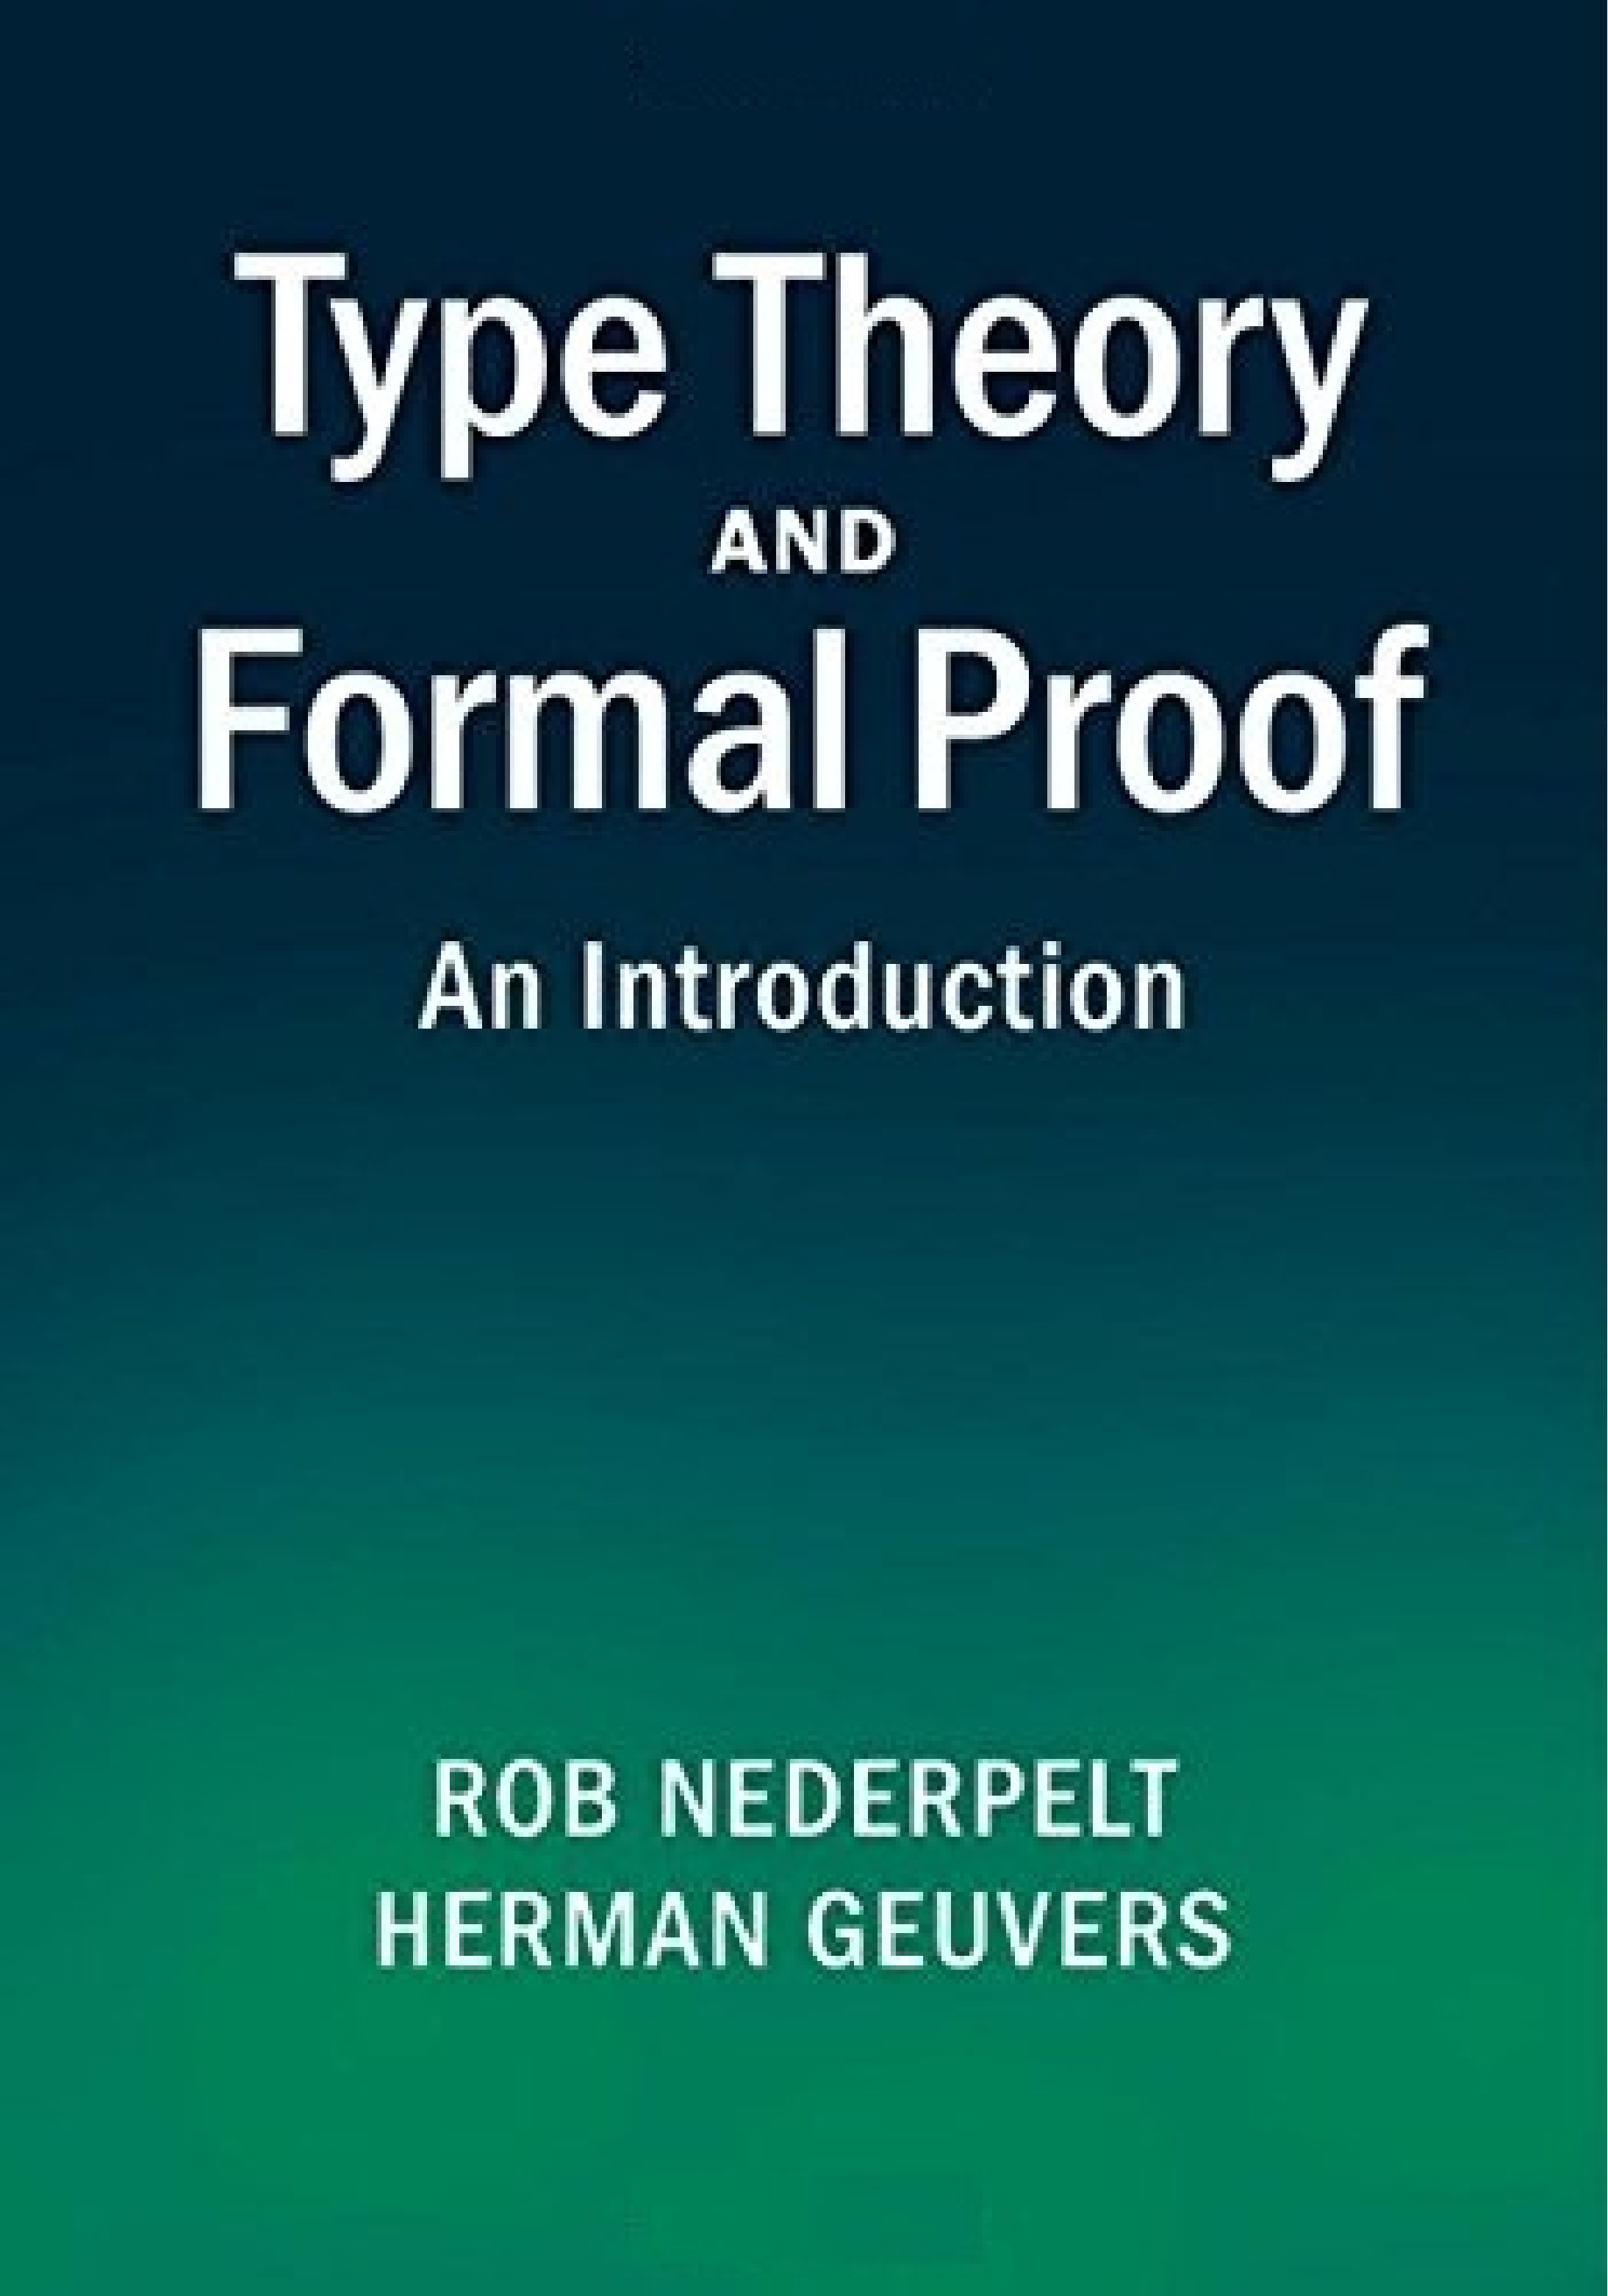 Type Theory
AND
Formal Proof
An Introduction
ROB NEDERPELT
HERMAN GEUVERS